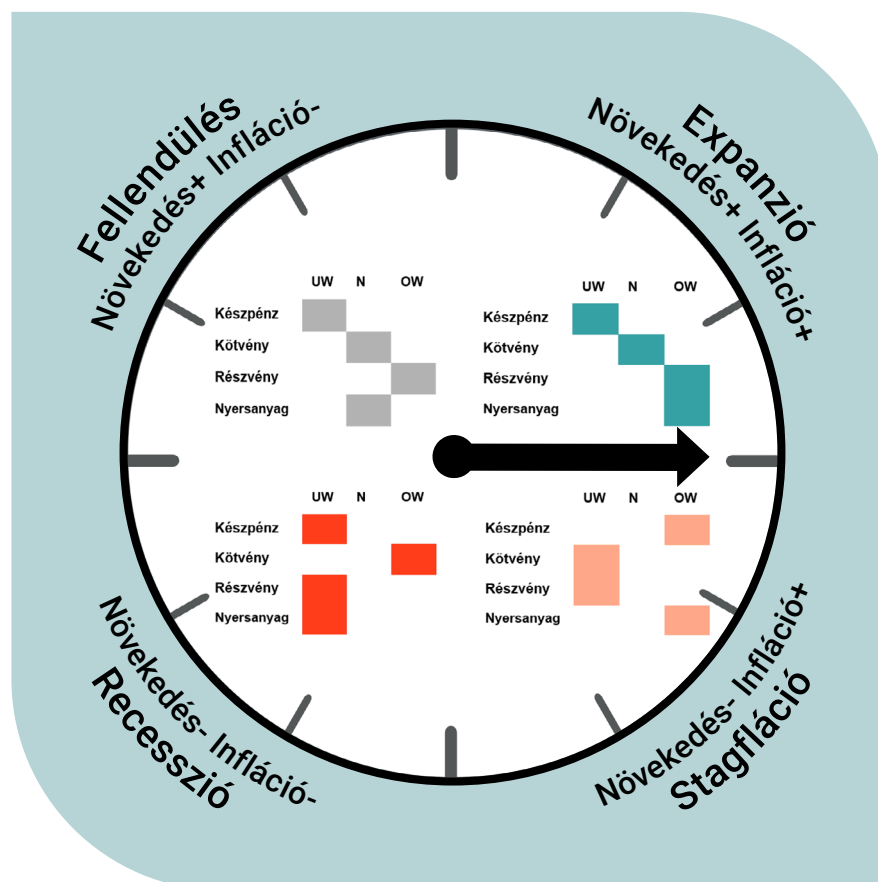 Fellendülés
Növekedés+ Infláció-
Expanzió
Növekedés+ Infláció+
UW N OW
Készpénz
Kötvény
Részvény
Nyersanyag
UW N OW
Készpénz
Kötvény
Részvény
Nyersanyag
UW N OW
Készpénz
Kötvény
Részvény
Nyersanyag
UW N OW
Készpénz
Kötvény
Részvény
Nyersanyag
Növekedés- Infláció-
Recesszió
Növekedés- Infláció+
Stagfláció